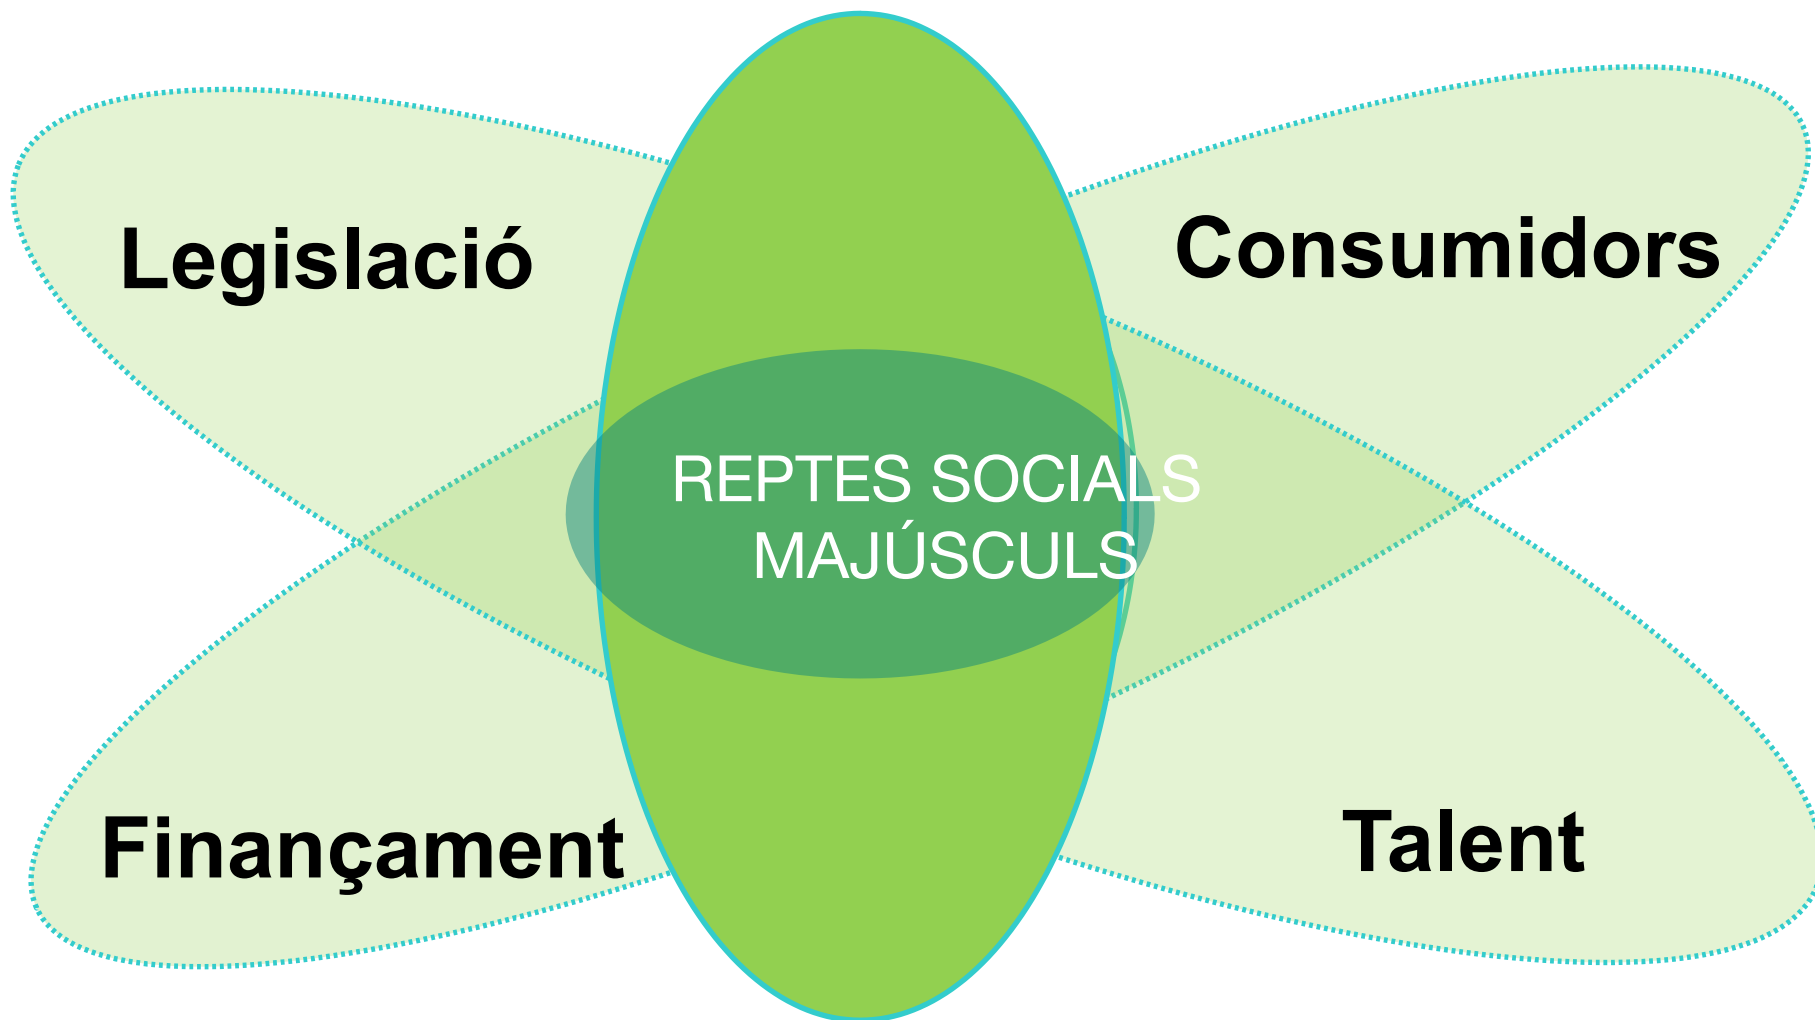 Legislació
Consumidors
REPTES SOCIALS
MAJÚSCULS
Finançament
Talent